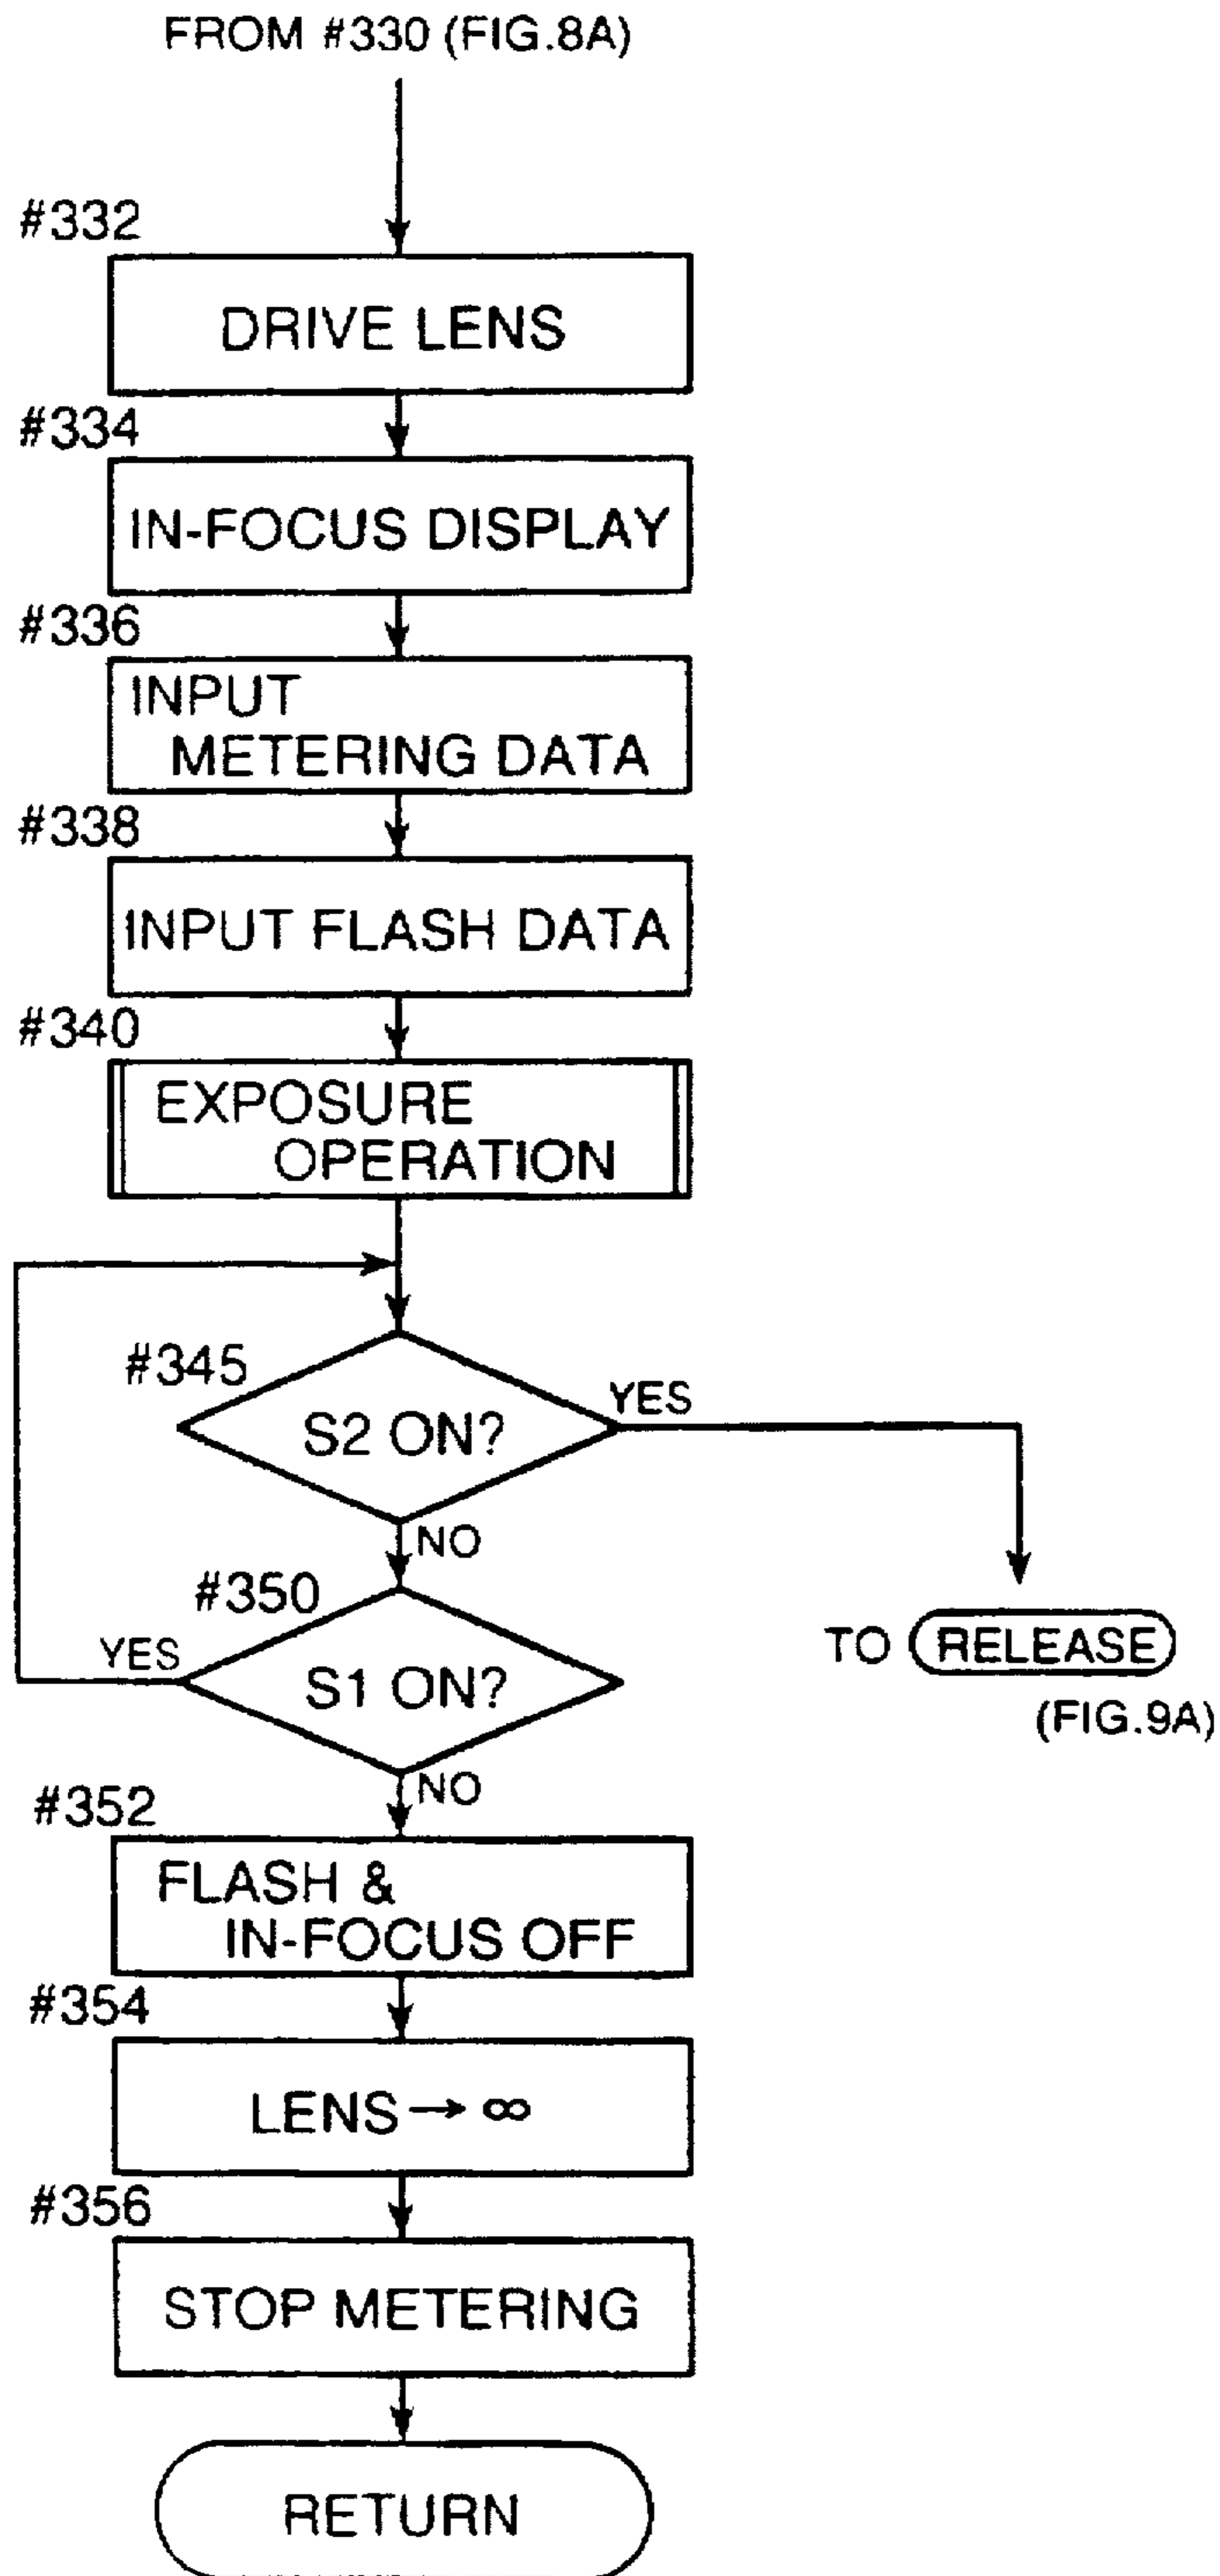 FROM #330 (FIG.8A)
#332
DRIVE LENS
#334
IN-FOCUS DISPLAY
#336
INPUT
METERING DATA
#338
INPUT FLASH DATA
#340
EXPOSURE
OPERATION
#345
S2 ON?
YES
NO
TO RELEASE
(FIG.9A)
#350
YES
S1 ON?
NO
#352
FLASH &
IN-FOCUS OFF
#354
LENS → ∞
#356
STOP METERING
RETURN